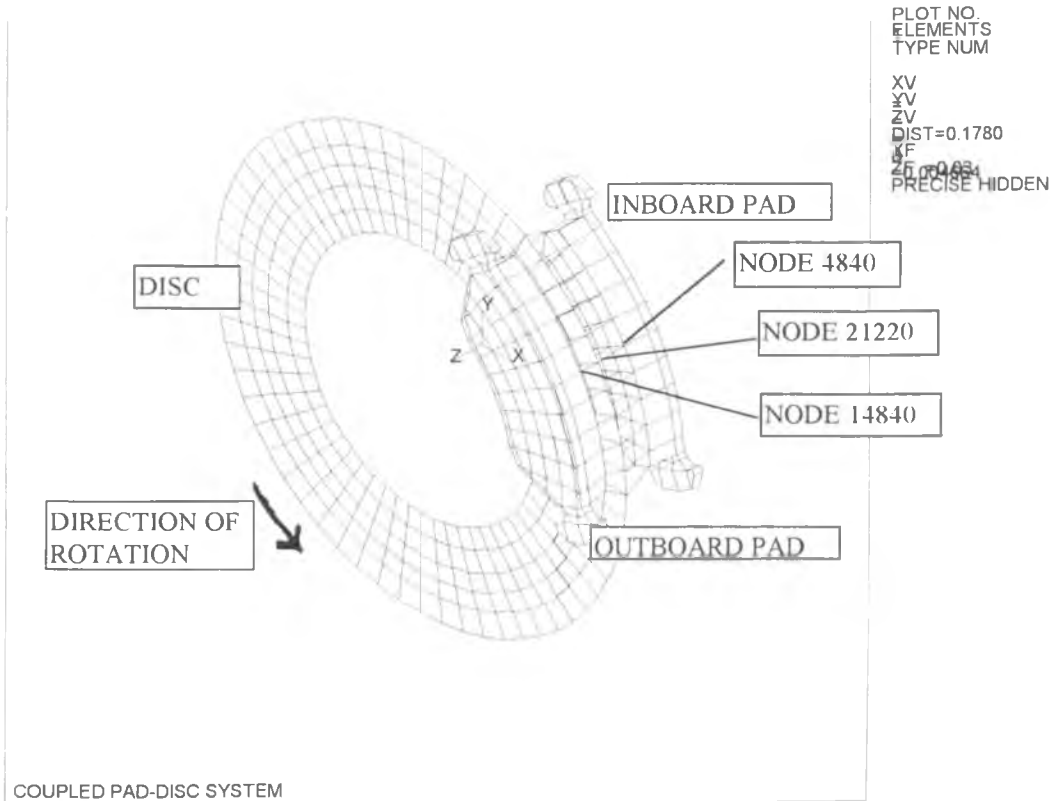 PLOT NO.
ELEMENTS
TYPE NUM
XV
YV
ZV
DIST=0.1780
XF
PRECISE HIDDEN
INBOARD PAD
NODE 4840
DISC
NODE 21220
Y
Z
X
NODE 14840
DIRECTION OF
ROTATION
OUTBOARD PAD
COUPLED PAD-DISC SYSTEM